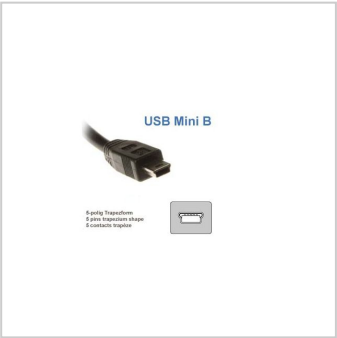 USB Mini B
5-polig Trapezform
5 pins trapezium shape
5 contacts trapèze